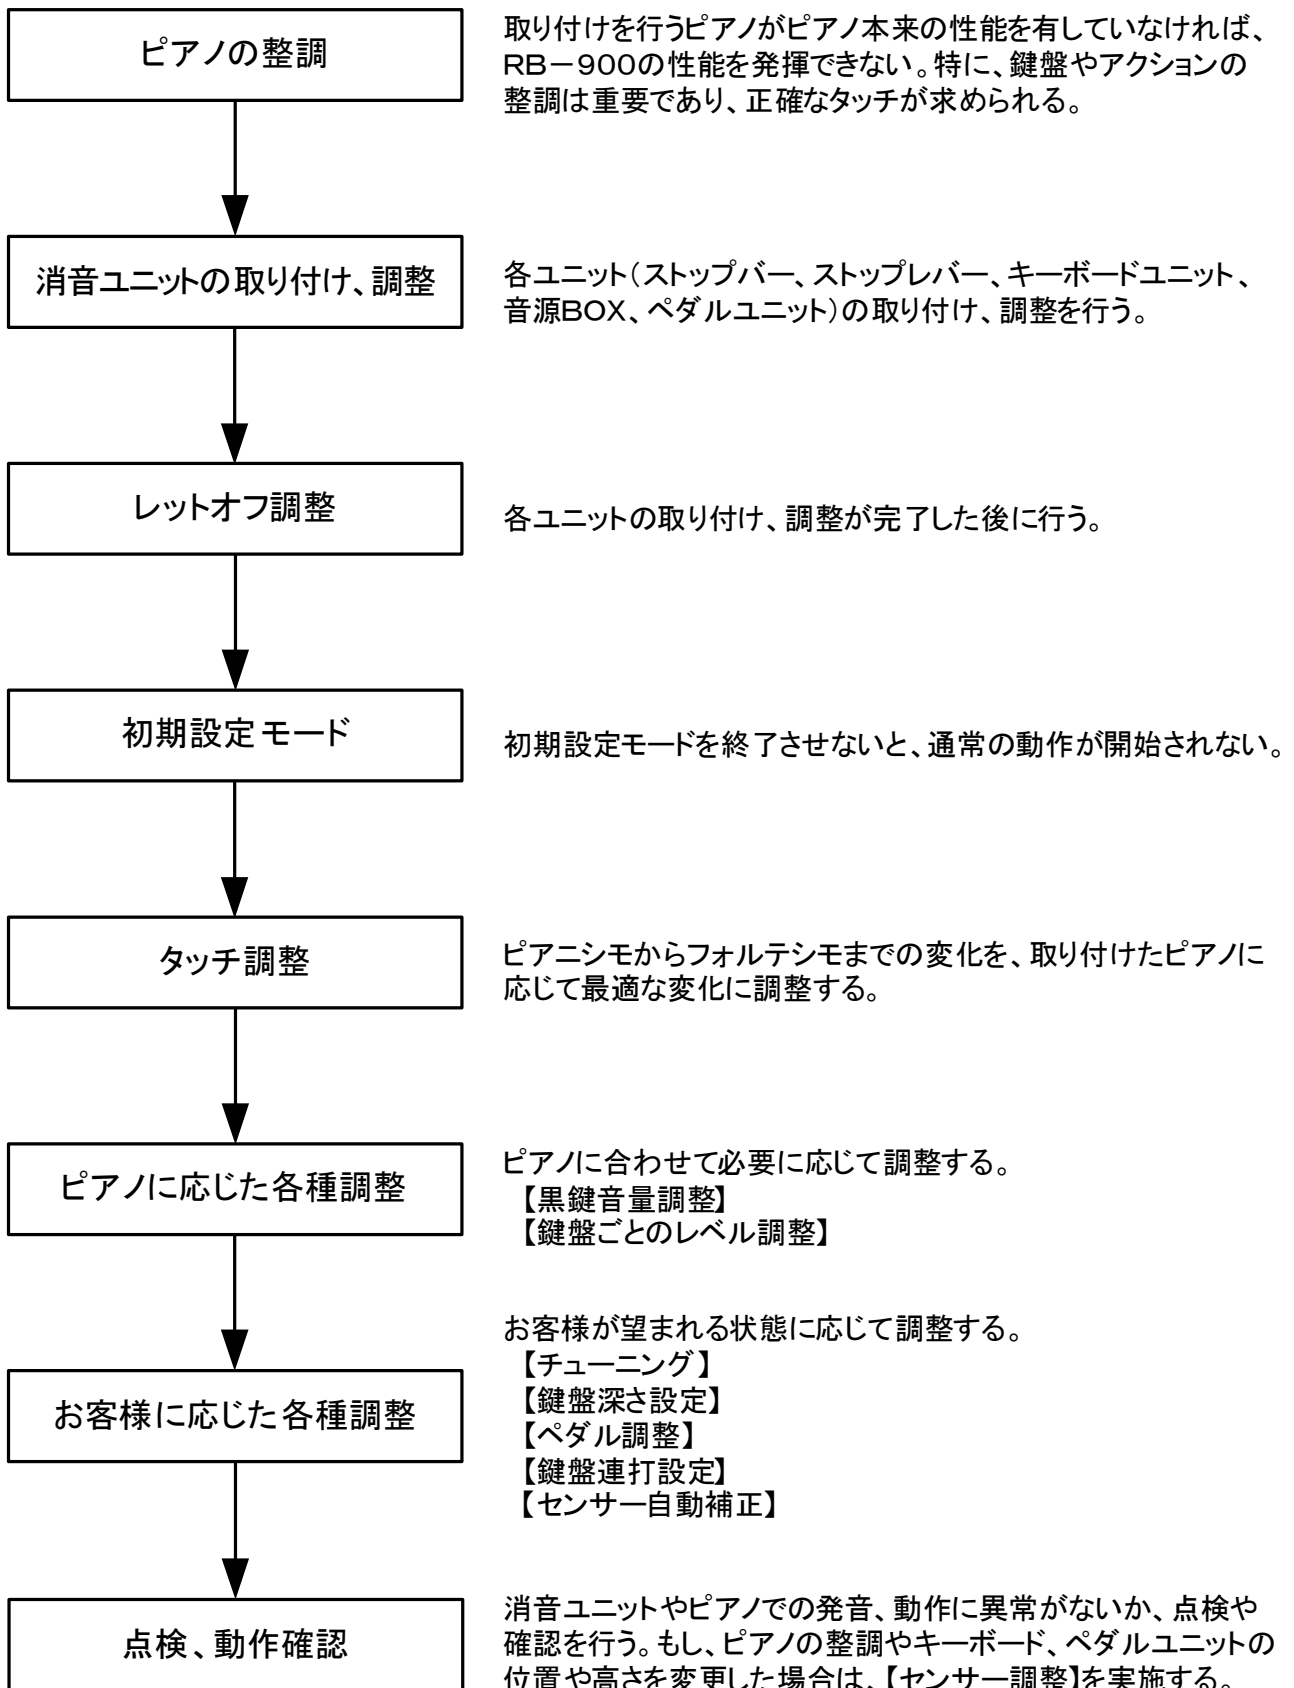 ピアノの整調
取り付けを行うピアノがピアノ本来の性能を有していなければ、
RB－900の性能を発揮できない。特に、鍵盤やアクションの
整調は重要であり、正確なタッチが求められる。
消音ユニットの取り付け、調整
各ユニット（ストップバー、ストップレバー、キーボードユニット、
音源BOX、ペダルユニット）の取り付け、調整を行う。
レットオフ調整
各ユニットの取り付け、調整が完了した後に行う。
初期設定モード
初期設定モードを終了させないと、通常の動作が開始されない。
タッチ調整
ピアニシモからフォルテシモまでの変化を、取り付けたピアノに
応じて最適な変化に調整する。
ピアノに応じた各種調整
ピアノに合わせて必要に応じて調整する。
【黒鍵音量調整】
【鍵盤ごとのレベル調整】
お客様に応じた各種調整
お客様が望まれる状態に応じて調整する。
【チューニング】
【鍵盤深さ設定】
【ペダル調整】
【鍵盤連打設定】
【センサー自動補正】
点検、動作確認
消音ユニットやピアノでの発音、動作に異常がないか、点検や
確認を行う。もし、ピアノの整調やキーボード、ペダルユニットの
位置や高さを変更した場合は、【センサー調整】を実施する。